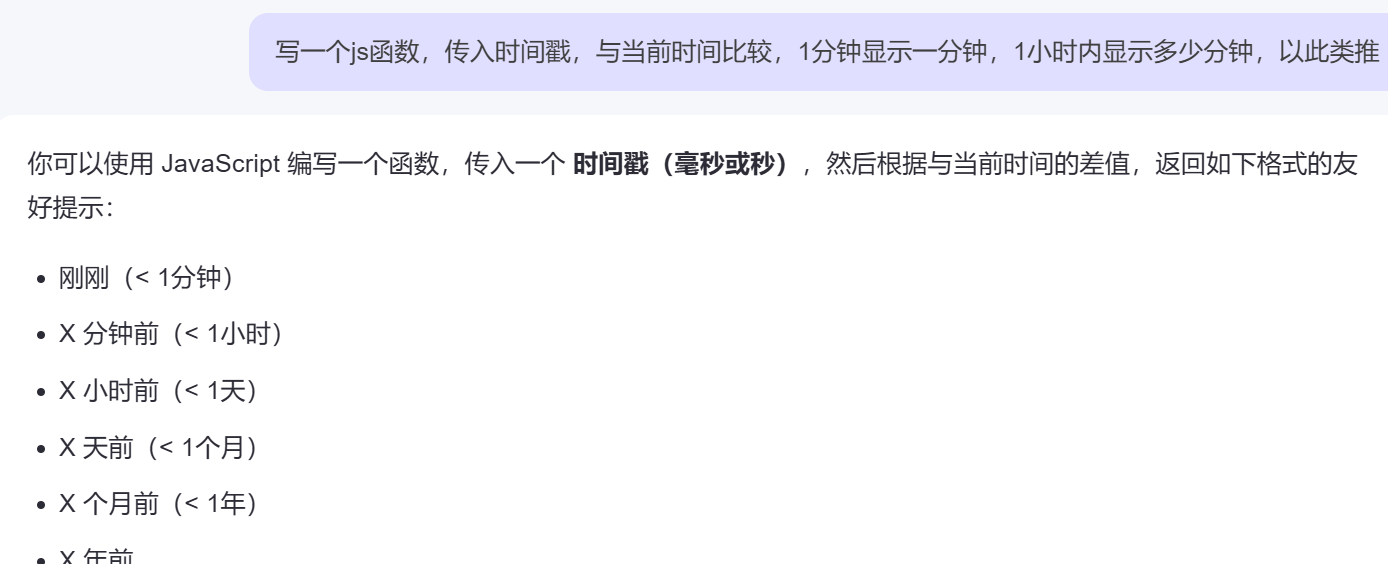 写一个js函数，传入时间戳，与当前时间比较，1分钟显示一分钟，1小时内显示多少分钟，以此类推
你可以使用 JavaScript 编写一个函数，传入一个 时间戳（毫秒或秒），然后根据与当前时间的差值，返回如下格式的友
好提示：
• 刚刚（< 1分钟）
• X 分钟前（< 1小时）
• X 小时前（< 1天）
• X 天前（< 1个月）
• X 个月前（< 1年）
• X 年前